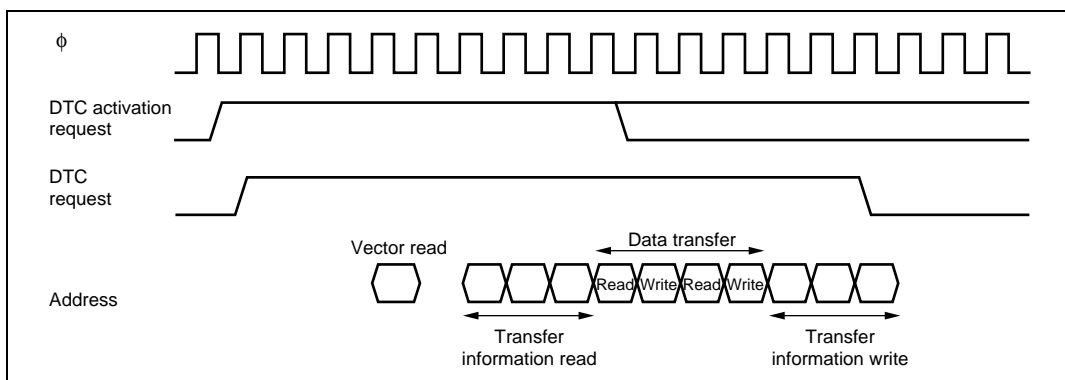 φ
DTC activation
request
DTC
request
Vector read
Data transfer
Read Write Read Write
Address
Transfer
information read
Transfer
information write